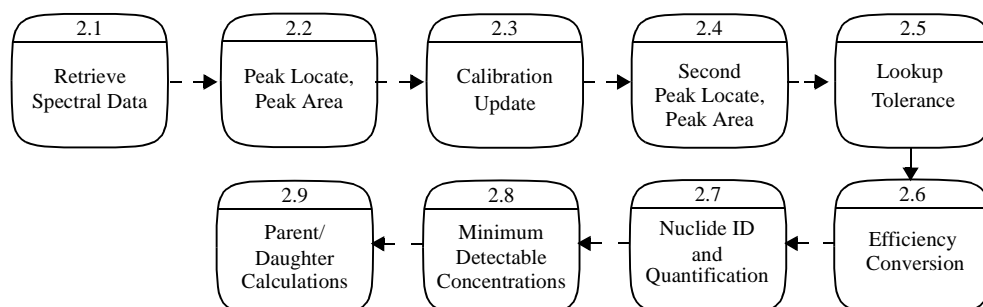 2.1
Retrieve
Spectral Data
2.2
Peak Locate,
Peak Area
2.3
Calibration
Update
2.4
Second
Peak Locate,
Peak Area
2.5
Lookup
Tolerance
2.6
Efficiency
Conversion
2.7
Nuclide ID
and
Quantification
2.8
Minimum
Detectable
Concentrations
2.9
Parent/
Daughter
Calculations